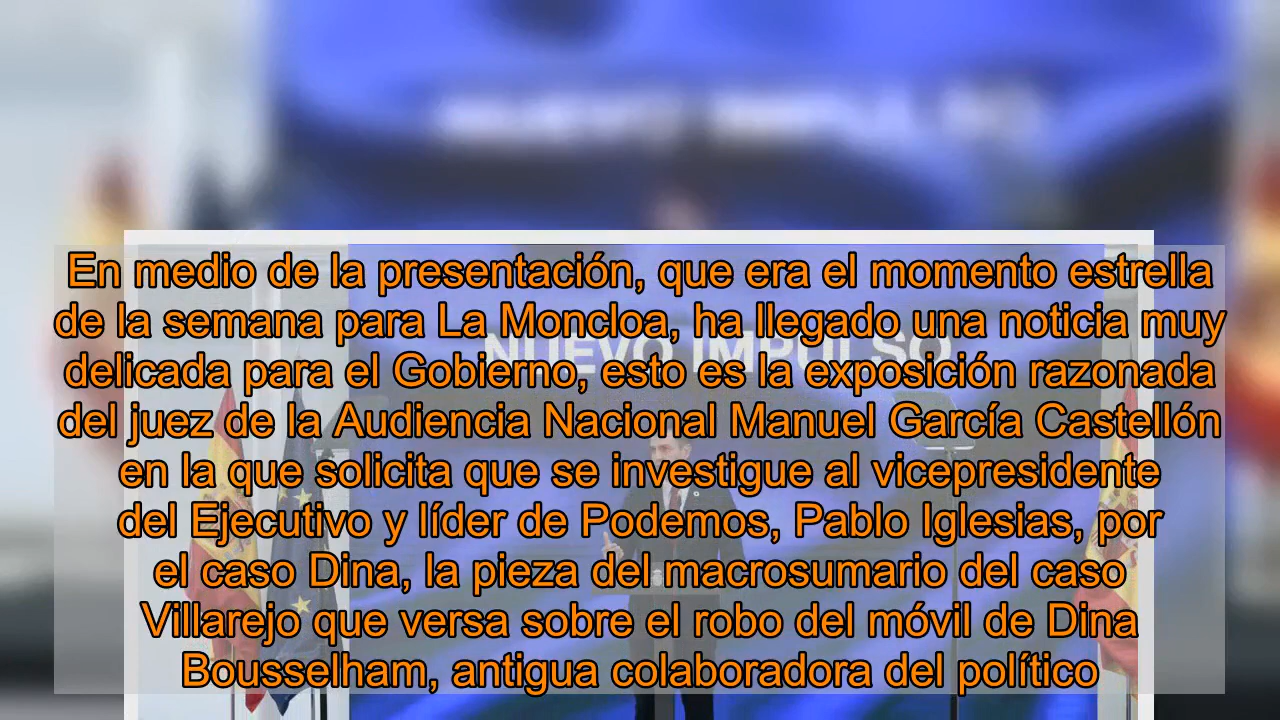 NUEVO IMPULSO
En medio de la presentación, que era el momento estrella
de la semana para La Moncloa, ha llegado una noticia muy
NUEVO IMPULSO
delicada para el Gobierno, esto es la exposición razonada
del juez de la Audiencia Nacional Manuel García Castellón
en la que solicita que se investigue al vicepresidente
del Ejecutivo y líder de Podemos, Pablo Iglesias, por
el caso Dina, la pieza del macrosumario del caso
Villarejo que versa sobre el robo del móvil de Dina
Bousselham, antigua colaboradora del político